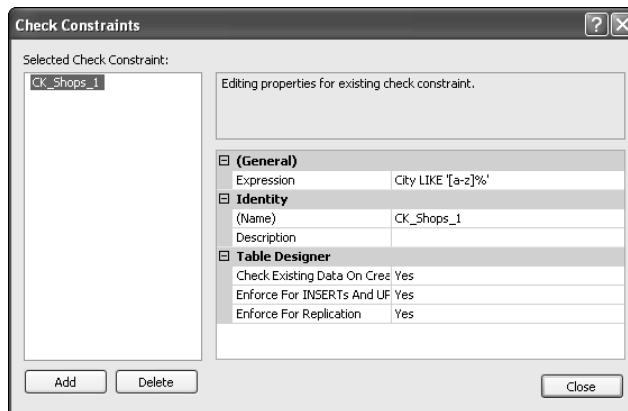 Check Constraints
Selected Check Constraint:
CK_Shops_1
Editing properties for existing check constraint.
(General)
Expression City LIKE '[a-z]%'
Identity
(Name) CK_Shops_1
Description
Table Designer
Check Existing Data On Crea Yes
Enforce For INSERTs And UP Yes
Enforce For Replication Yes
Add Delete
Close